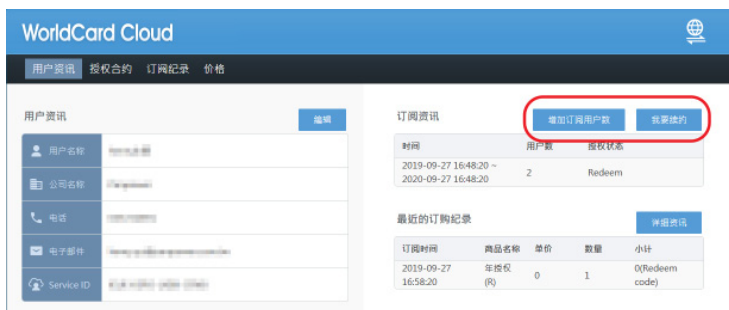 WorldCard Cloud
用户资讯 授权合约 订阅纪录 价格
用户资讯
编辑
用户名称
公司名称
电话
电子邮件
Service ID
订阅资讯
增加订阅用户数 我要续约
时间 用户数 授权状态
2019-09-27 16:48:20 ~
2020-09-27 16:48:20 2 Redeem
最近的订购纪录
详细资讯
订阅时间 商品名称 单价 数量 小计
2019-09-27 年授权 0 1 0(Redeem
16:58:20 (R) code)